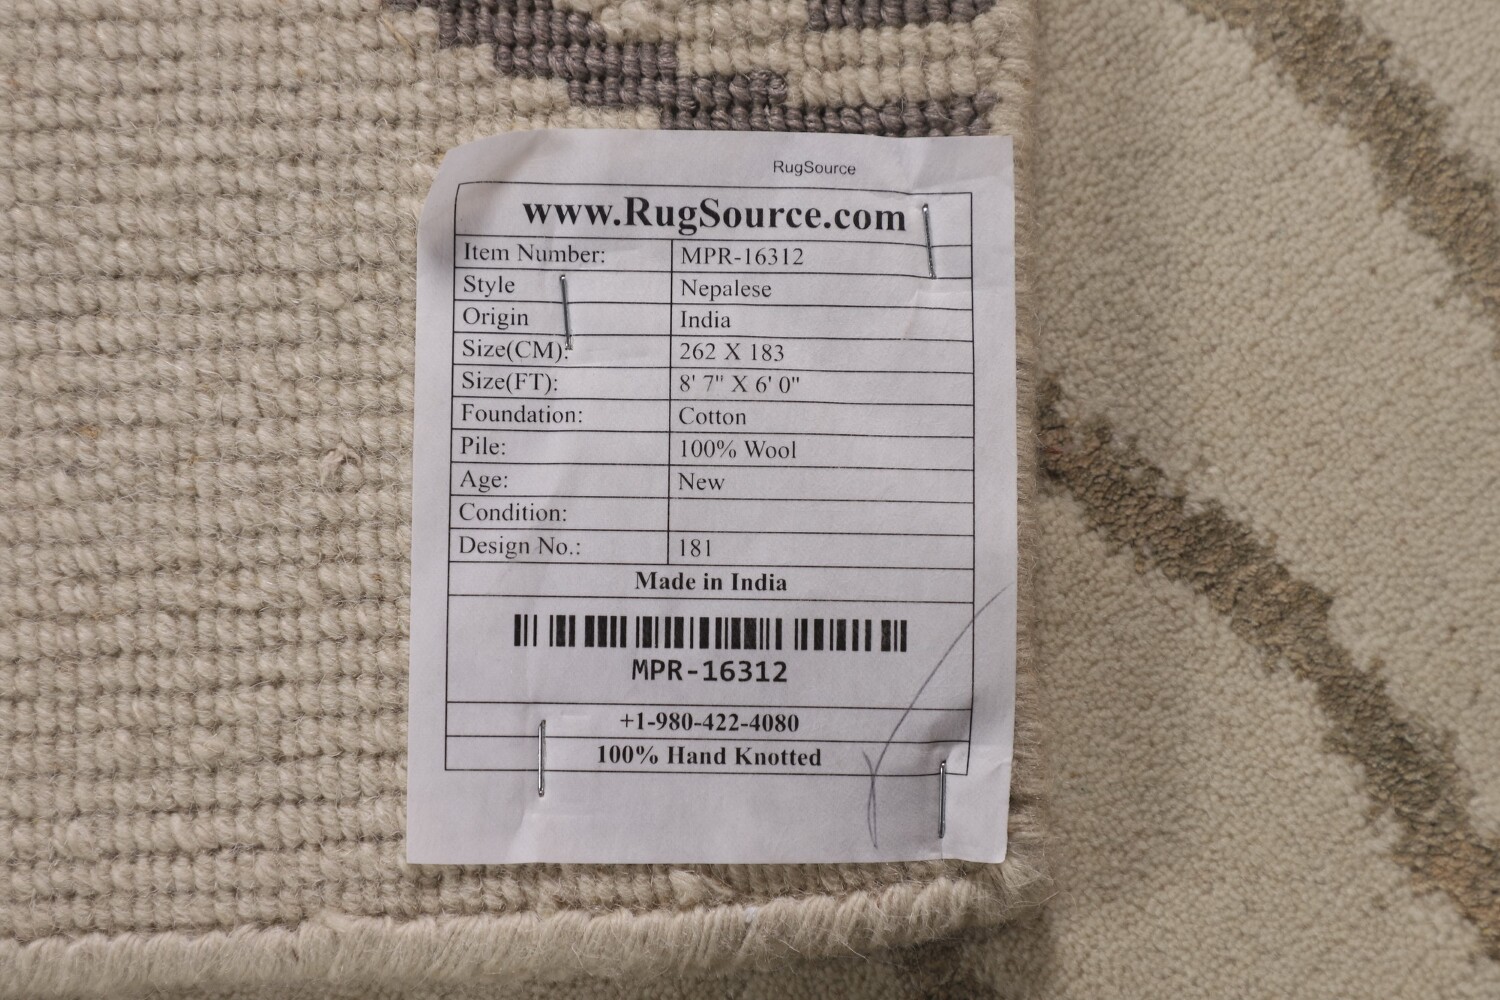 RugSource
www.RugSource.com
Item Number: MPR-16312
Style Nepalese
Origin India
Size(CM): 262 X 183
Size(FT): 8' 7" X 6' 0"
Foundation: Cotton
Pile: 100% Wool
Age: New
Condition:
Design No.: 181
Made in India
MPR-16312
+1-980-422-4080
100% Hand Knotted